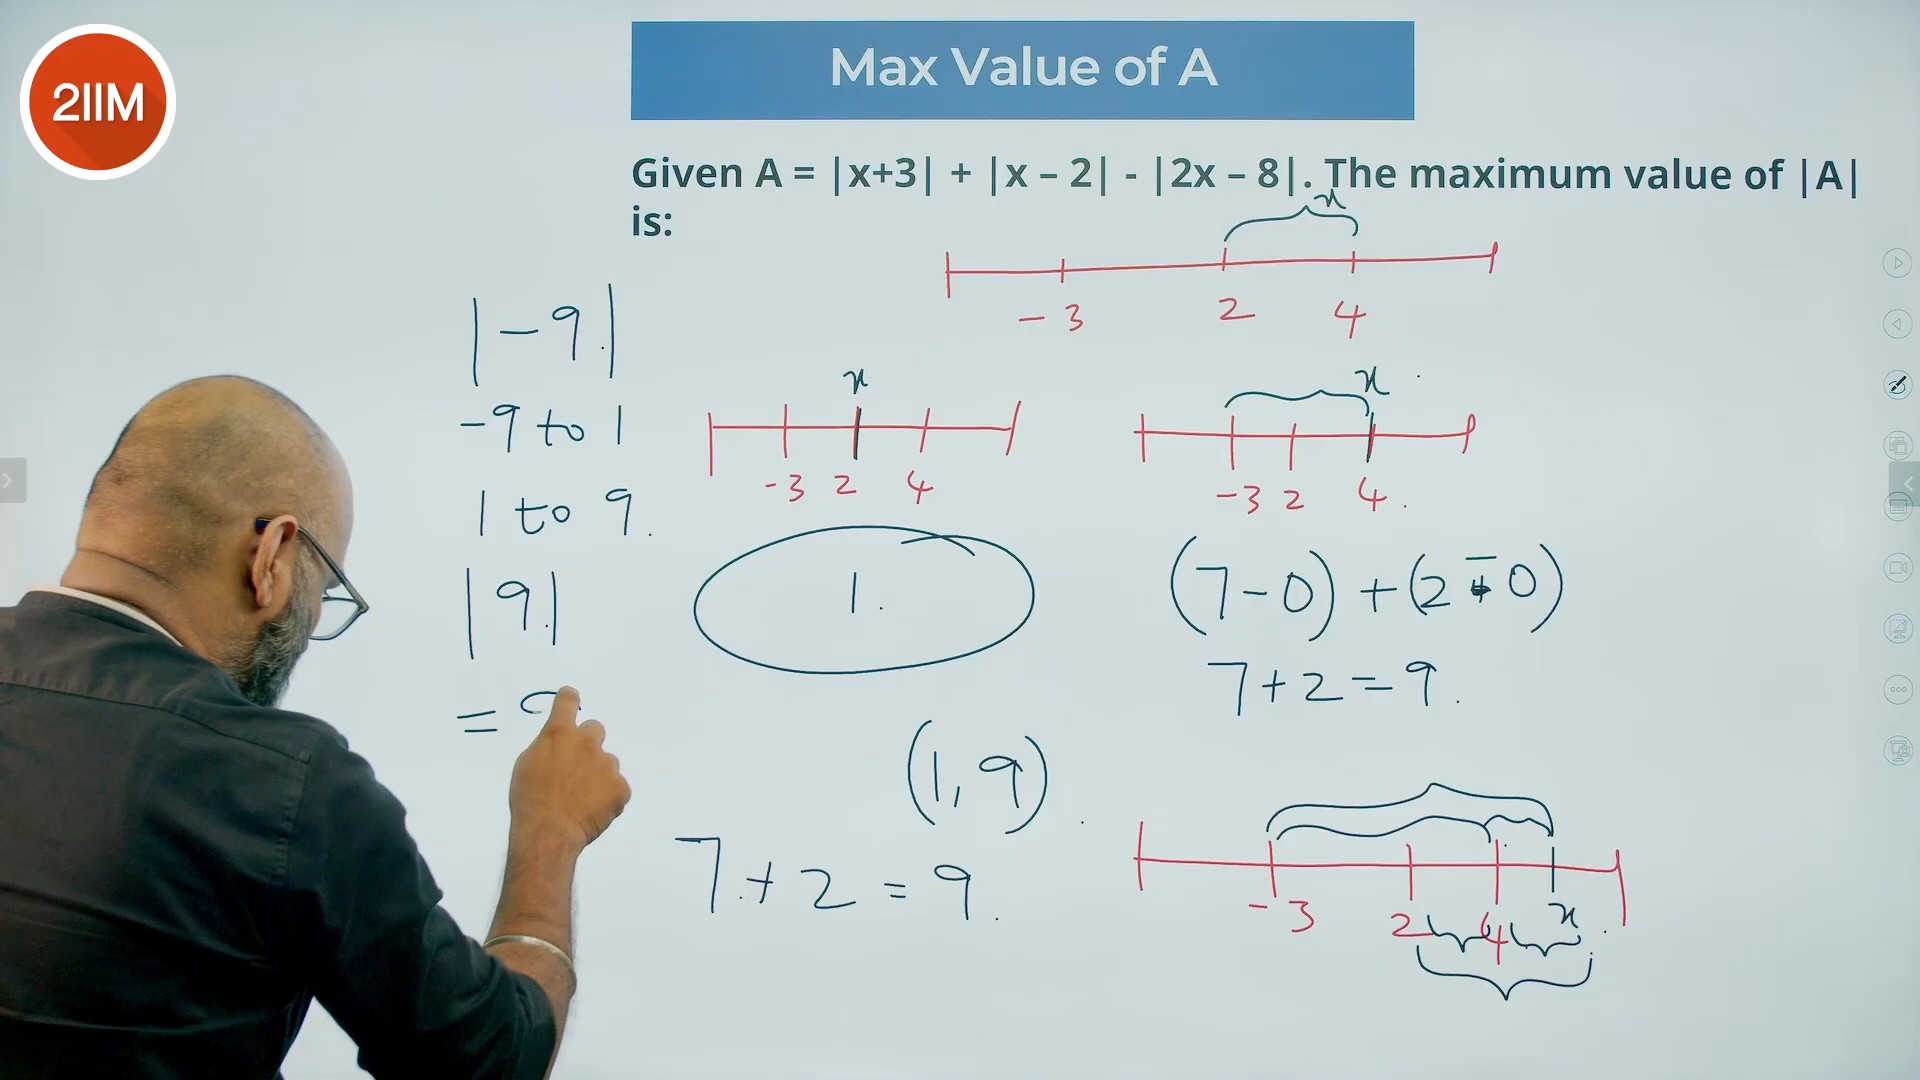 2IIM
Max Value of A
Given A = |x+3| + |x – 2| - |2x – 8|. The maximum value of |A|
is:
x
-3 2 4
|-9|
-9 to 1
1 to 9.
|9|
= 9
x
-3 2 4
1.
(1, 9)
7 + 2 = 9.
x
-3 2 4.
(7-0) + (2-0)
7+2=9.
-3 2 4 x